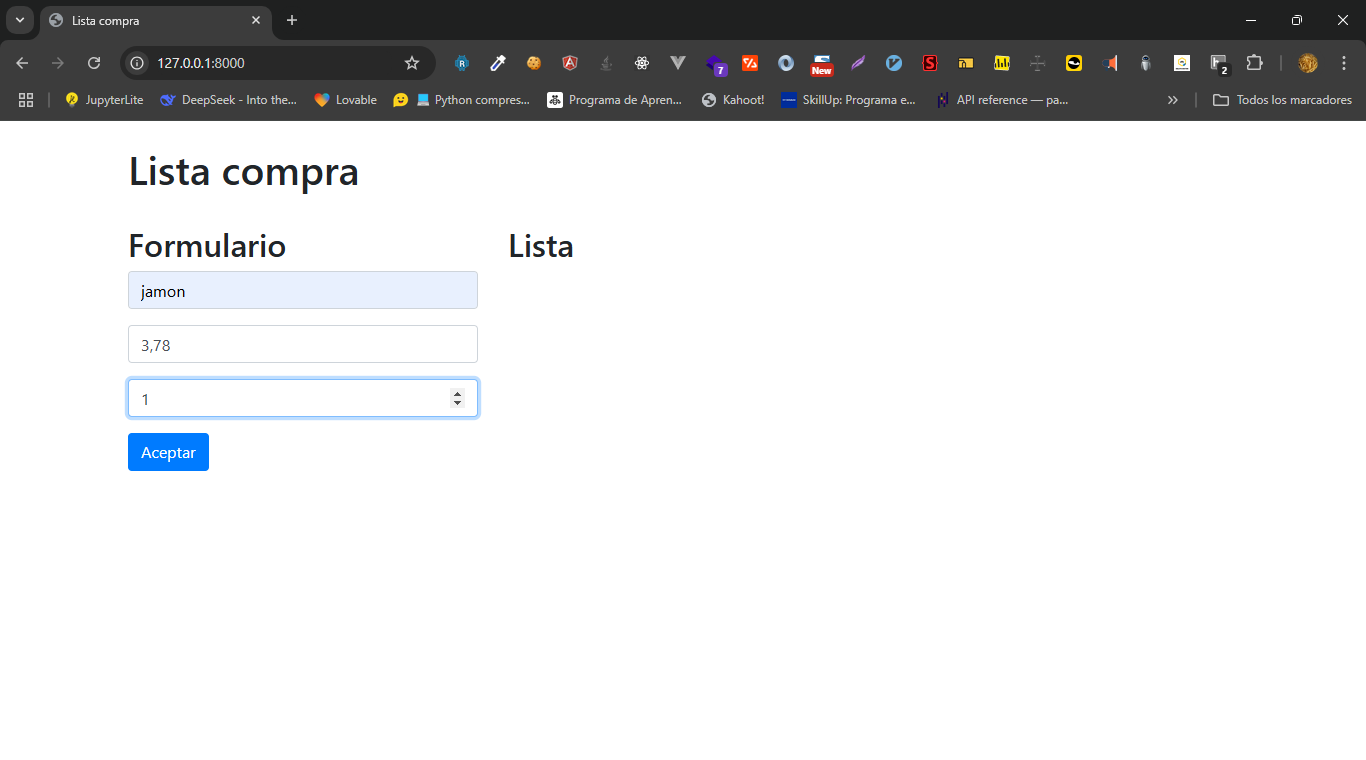 Lista compra
127.0.0.1:8000
7
New
2
JupyterLite
DeepSeek - Into the...
Lovable
Python compres...
Programa de Apren...
Kahoot!
SkillUp: Programa e...
API reference — pa...
»
Todos los marcadores
Lista compra
Formulario
Lista
jamon
3,78
1
Aceptar